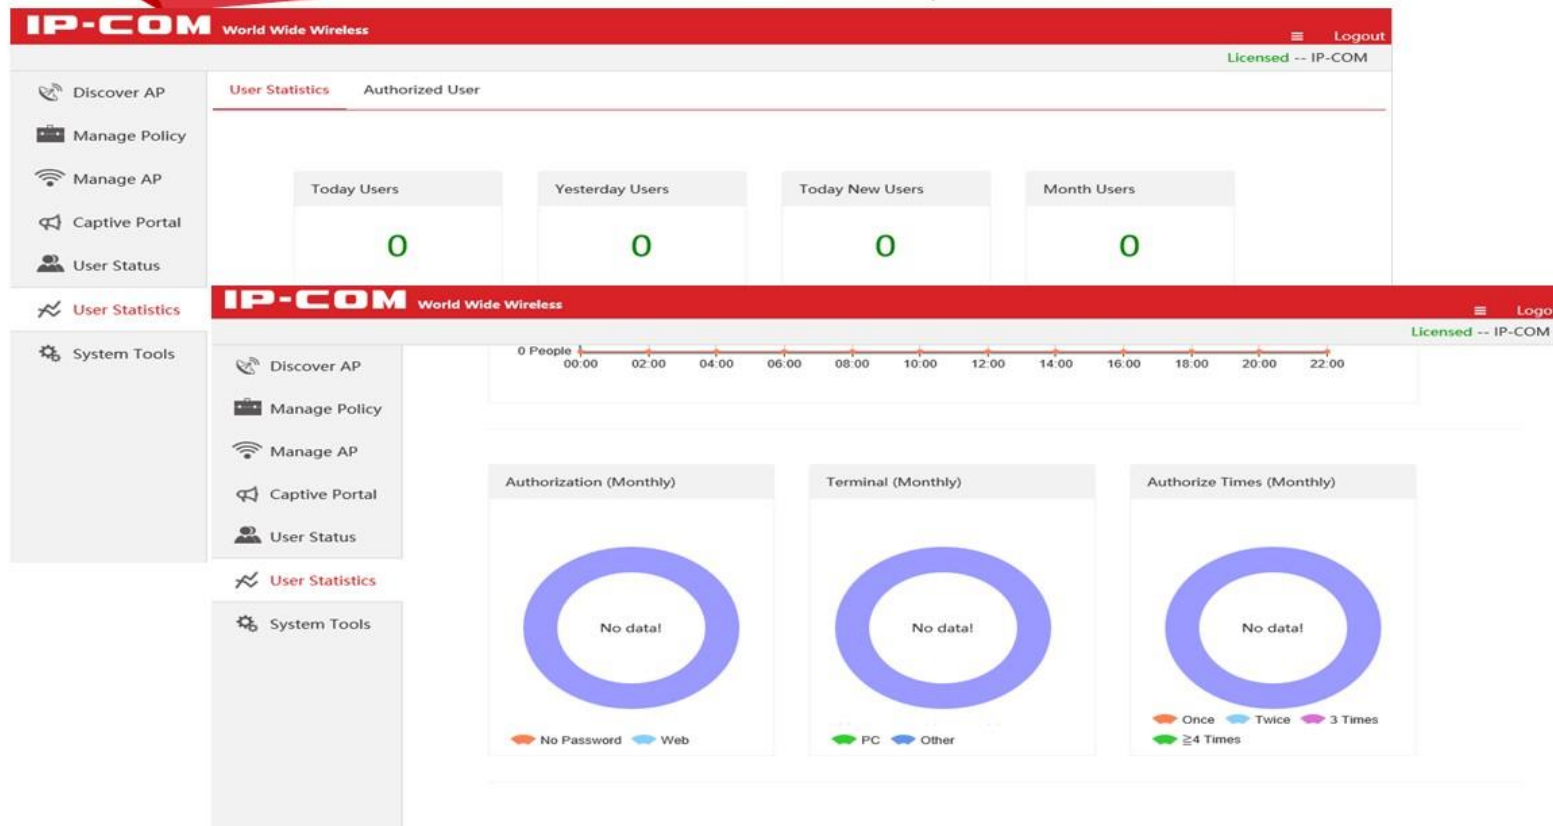 IP-COM World Wide Wireless
Logout
Licensed -- IP-COM
Discover AP
Manage Policy
Manage AP
Captive Portal
User Status
User Statistics
System Tools
User Statistics Authorized User
Today Users Yesterday Users Today New Users Month Users
0 0 0 0
IP-COM World Wide Wireless
Logo
Licensed -- IP-COM
Discover AP
Manage Policy
Manage AP
Captive Portal
User Status
User Statistics
System Tools
0 People
00:00 02:00 04:00 06:00 08:00 10:00 12:00 14:00 16:00 18:00 20:00 22:00
Authorization (Monthly) Terminal (Monthly) Authorize Times (Monthly)
No data! No data! No data!
No Password Web
PC Other
Once Twice 3 Times
≧4 Times